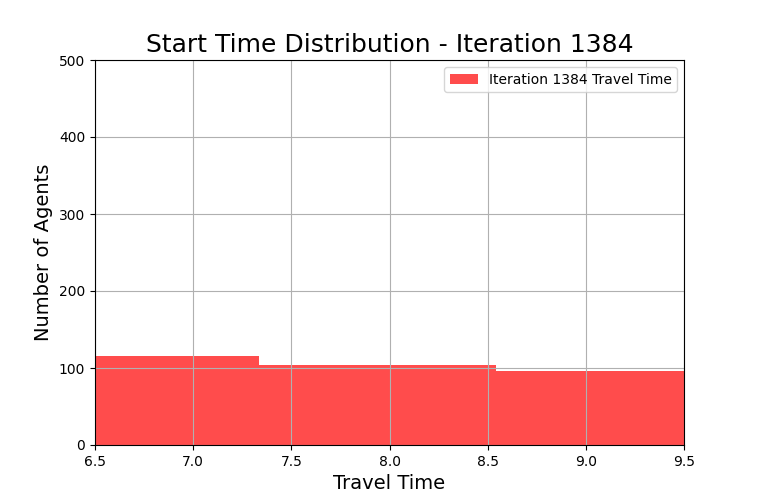 Start Time Distribution - Iteration 1384
500
400
300
200
100
0
Number of Agents
Iteration 1384 Travel Time
6.5 7.0 7.5 8.0 8.5 9.0 9.5
Travel Time